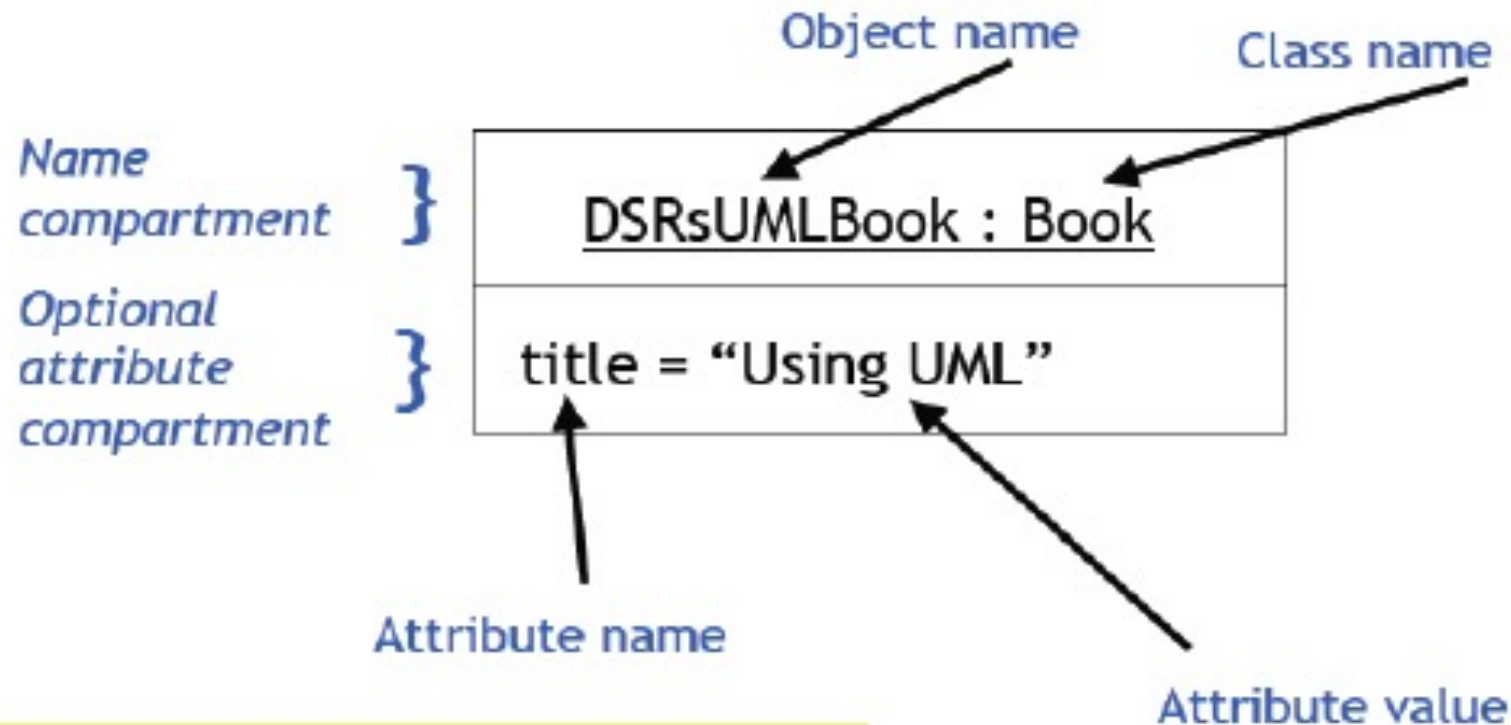 Object name
Class name
Name
compartment
}
DSRsUMLBook : Book
Optional
attribute
compartment
}
title = “Using UML”
Attribute name
Attribute value